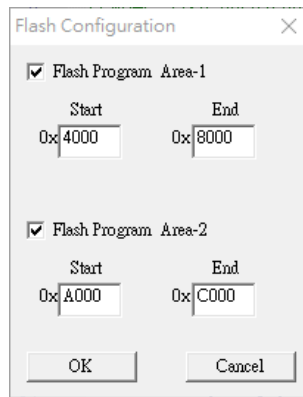 Flash Configuration
Flash Program Area-1
Start End
0x 4000 0x 8000
Flash Program Area-2
Start End
0x A000 0x C000
OK Cancel